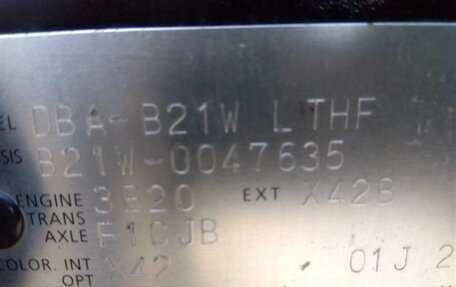 EL DBA-B21W LTHF
SIS B21W-0047635
ENGINE 3B20 EXT X42B
TRANS
AXLE F1CJB
COLOR. INT X42 01J 2
OPT